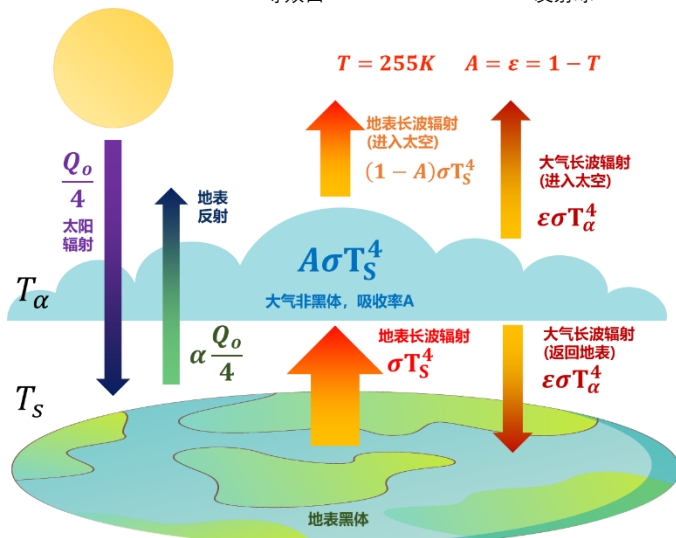 T = 255K A = ε = 1 − T
Q_o/4
太阳
辐射
地表
反射
α Q_o/4
地表长波辐射
(进入太空)
(1 − A)σT_S^4
大气长波辐射
(进入太空)
εσT_α^4
T_α
AσT_S^4
大气非黑体，吸收率A
地表长波辐射
σT_S^4
大气长波辐射
(返回地表)
εσT_α^4
T_s
地表黑体